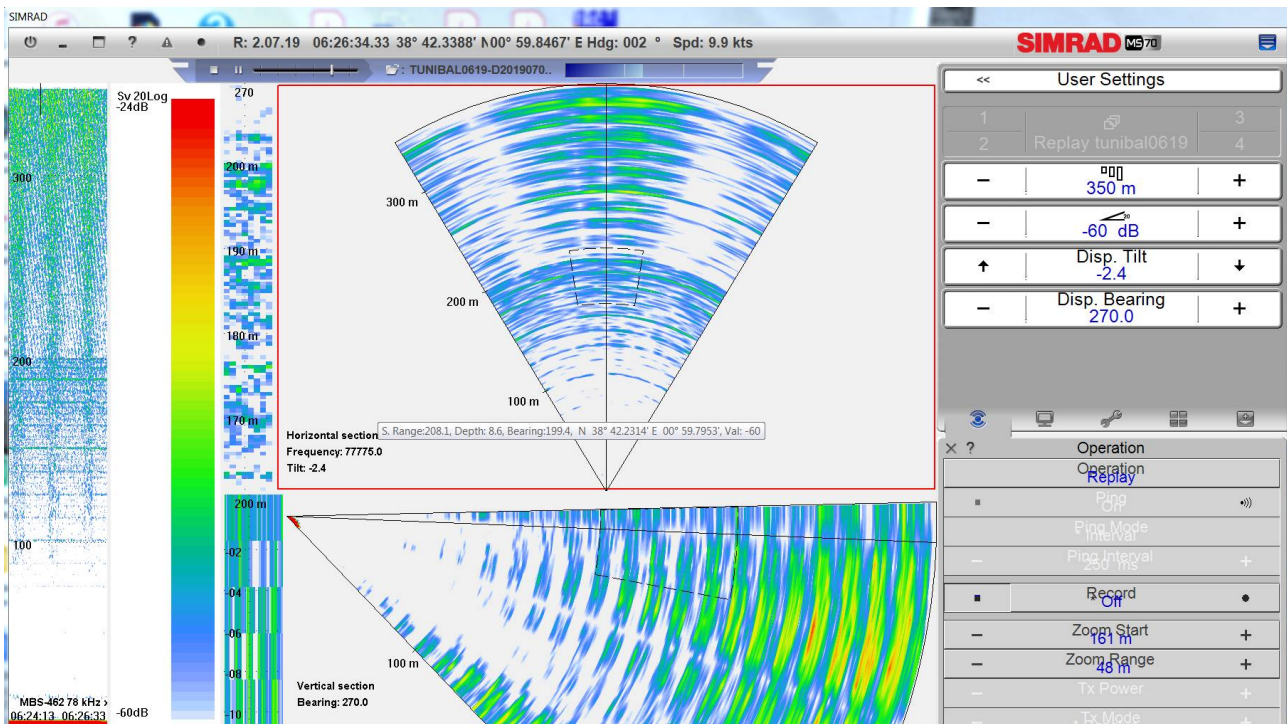 SIMRAD
R: 2.07.19 06:26:34.33 38° 42.3388' N00° 59.8467' E Hdg: 002 ° Spd: 9.9 kts
SIMRAD MS70
: TUNIBAL0619-D2019070..
<< User Settings
1
2
Replay tunibal0619
3
4
350 m
20
-60 dB
Disp. Tilt
-2.4
Disp. Bearing
270.0
Sv 20Log
-24dB
-60dB
300
200
100
MBS-462 78 kHz
06:24:13 06:26:33
270
200 m
190 m
180 m
170 m
300 m
200 m
100 m
S. Range:208.1, Depth: 8.6, Bearing:199.4, N 38° 42.2314' E 00° 59.7953', Val: -60
Horizontal section
Frequency: 77775.0
Tilt: -2.4
200 m
-02
-04
-06
-08
-10
100 m
Vertical section
Bearing: 270.0
× ? Operation
Operation
Replay
Ping
On
Ping Mode
* Interval
Ping Interval
250 ms
Record
* Off
Zoom Start
161 m
Zoom Range
48 m
Tx Power
Tx Mode